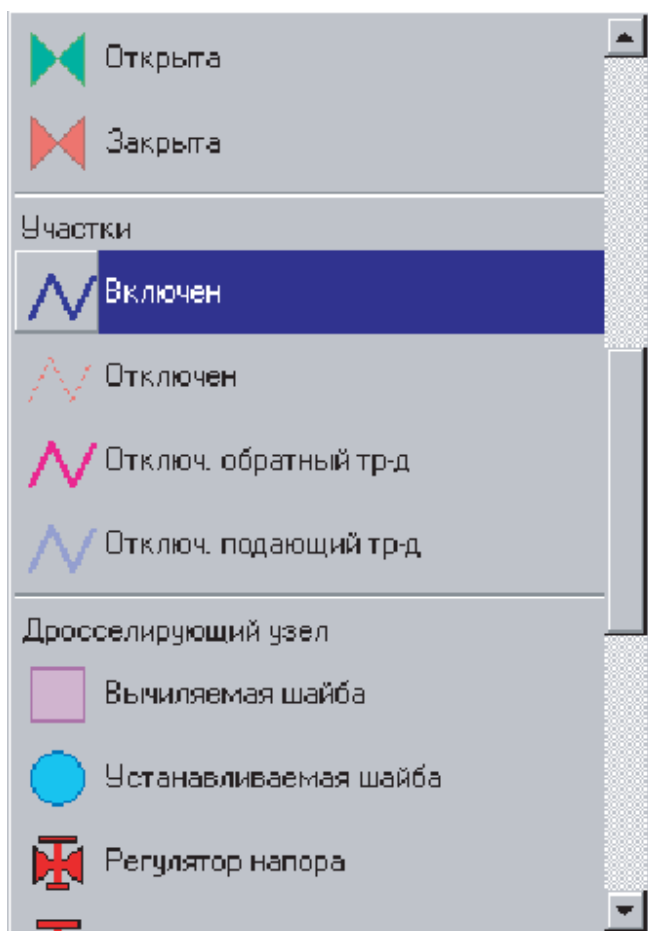 Открыта
Закрыта
Участки
Включен
Отключен
Отключ. обратный тр-д
Отключ. подающий тр-д
Дросселирующий узел
Вычиляемая шайба
Устанавливаемая шайба
Регулятор напора